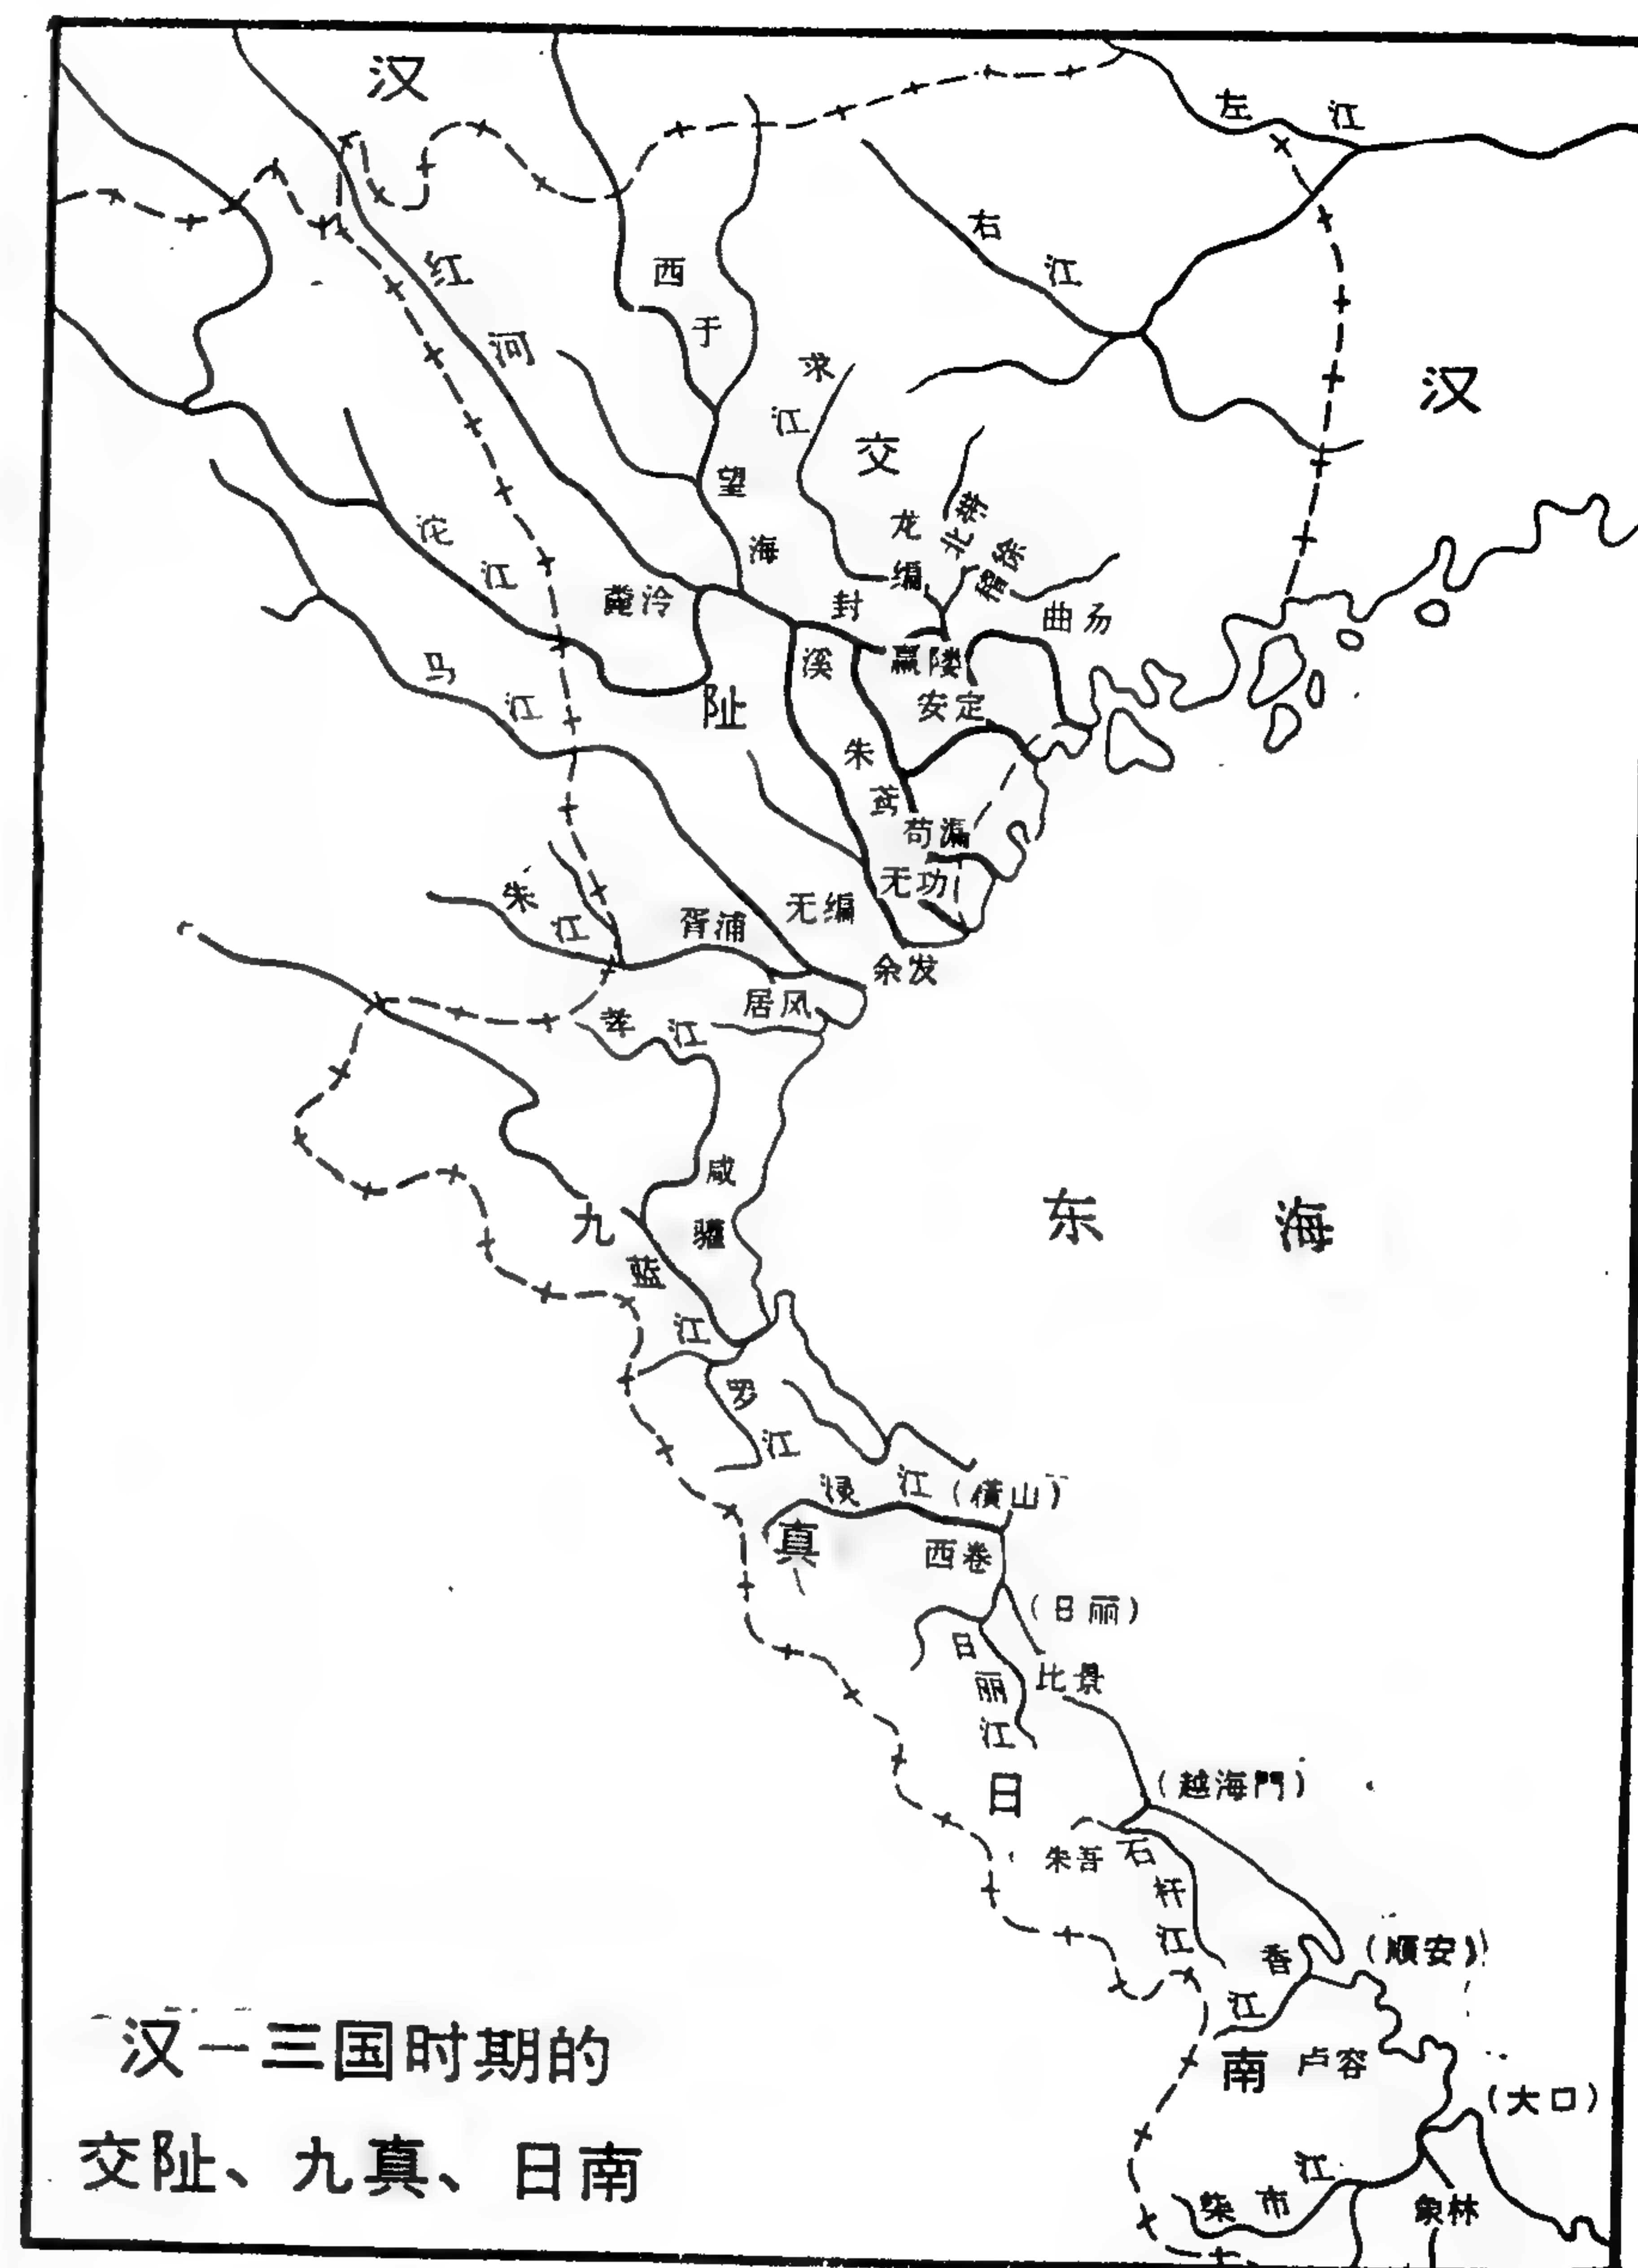 汉
左江
右江
红河
西于
求江
汉
交
望海
龙编
北带
稽徐
沱江
麊泠
封溪
曲昜
羸𨻻
安定
马江
阯
朱鸢
苟漏
无功
朱江
胥浦
无编
余发
居风
江
咸驩
东海
九
蓝江
罗江
江(橫山)
真
西卷
(日丽)
日丽江
比景
日
(越海門)
朱吾
石杆江
香江
(順安)
南
卢容
(大口)
柴市江
象林
汉一三国时期的
交阯、九真、日南